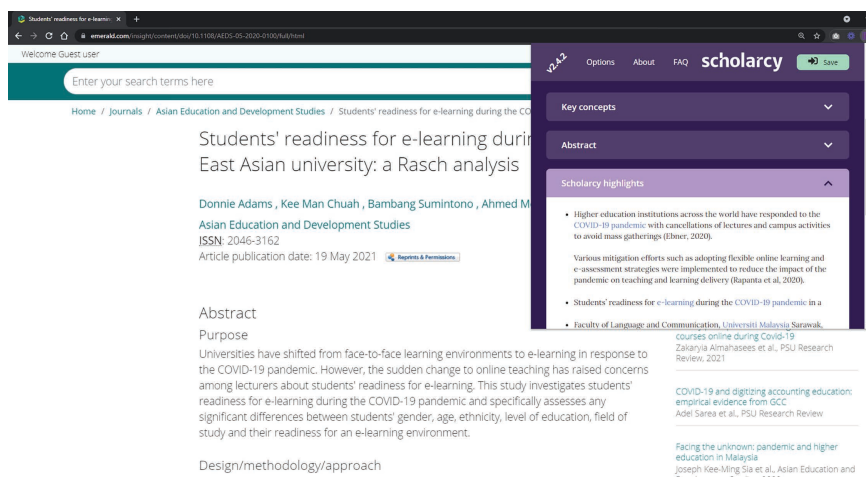 Students' readiness for e-learnin
emerald.com/insight/content/doi/10.1108/AEDS-05-2020-0100/full/html
Welcome Guest user
Enter your search terms here
Home / Journals / Asian Education and Development Studies / Students' readiness for e-learning during the CO
Students' readiness for e-learning durin
East Asian university: a Rasch analysis
Donnie Adams , Kee Man Chuah , Bambang Sumintono , Ahmed M
Asian Education and Development Studies
ISSN: 2046-3162
Article publication date: 19 May 2021 Reprints & Permissions
Abstract
Purpose
Universities have shifted from face-to-face learning environments to e-learning in response to
the COVID-19 pandemic. However, the sudden change to online teaching has raised concerns
among lecturers about students' readiness for e-learning. This study investigates students'
readiness for e-learning during the COVID-19 pandemic and specifically assesses any
significant differences between students' gender, age, ethnicity, level of education, field of
study and their readiness for an e-learning environment.
Design/methodology/approach
v2.4.2 Options About FAQ scholarcy Save
Key concepts
Abstract
Scholarcy highlights
• Higher education institutions across the world have responded to the
COVID-19 pandemic with cancellations of lectures and campus activities
to avoid mass gatherings (Ebner, 2020).
Various mitigation efforts such as adopting flexible online learning and
e-assessment strategies were implemented to reduce the impact of the
pandemic on teaching and learning delivery (Rapanta et al, 2020).
• Students' readiness for e-learning during the COVID-19 pandemic in a
• Faculty of Language and Communication, Universiti Malaysia Sarawak,
courses online during Covid-19
Zakaryia Almahasees et al., PSU Research
Review, 2021
COVID-19 and digitizing accounting education:
empirical evidence from GCC
Adel Sarea et al., PSU Research Review
Facing the unknown: pandemic and higher
education in Malaysia
Joseph Kee-Ming Sia et al., Asian Education and